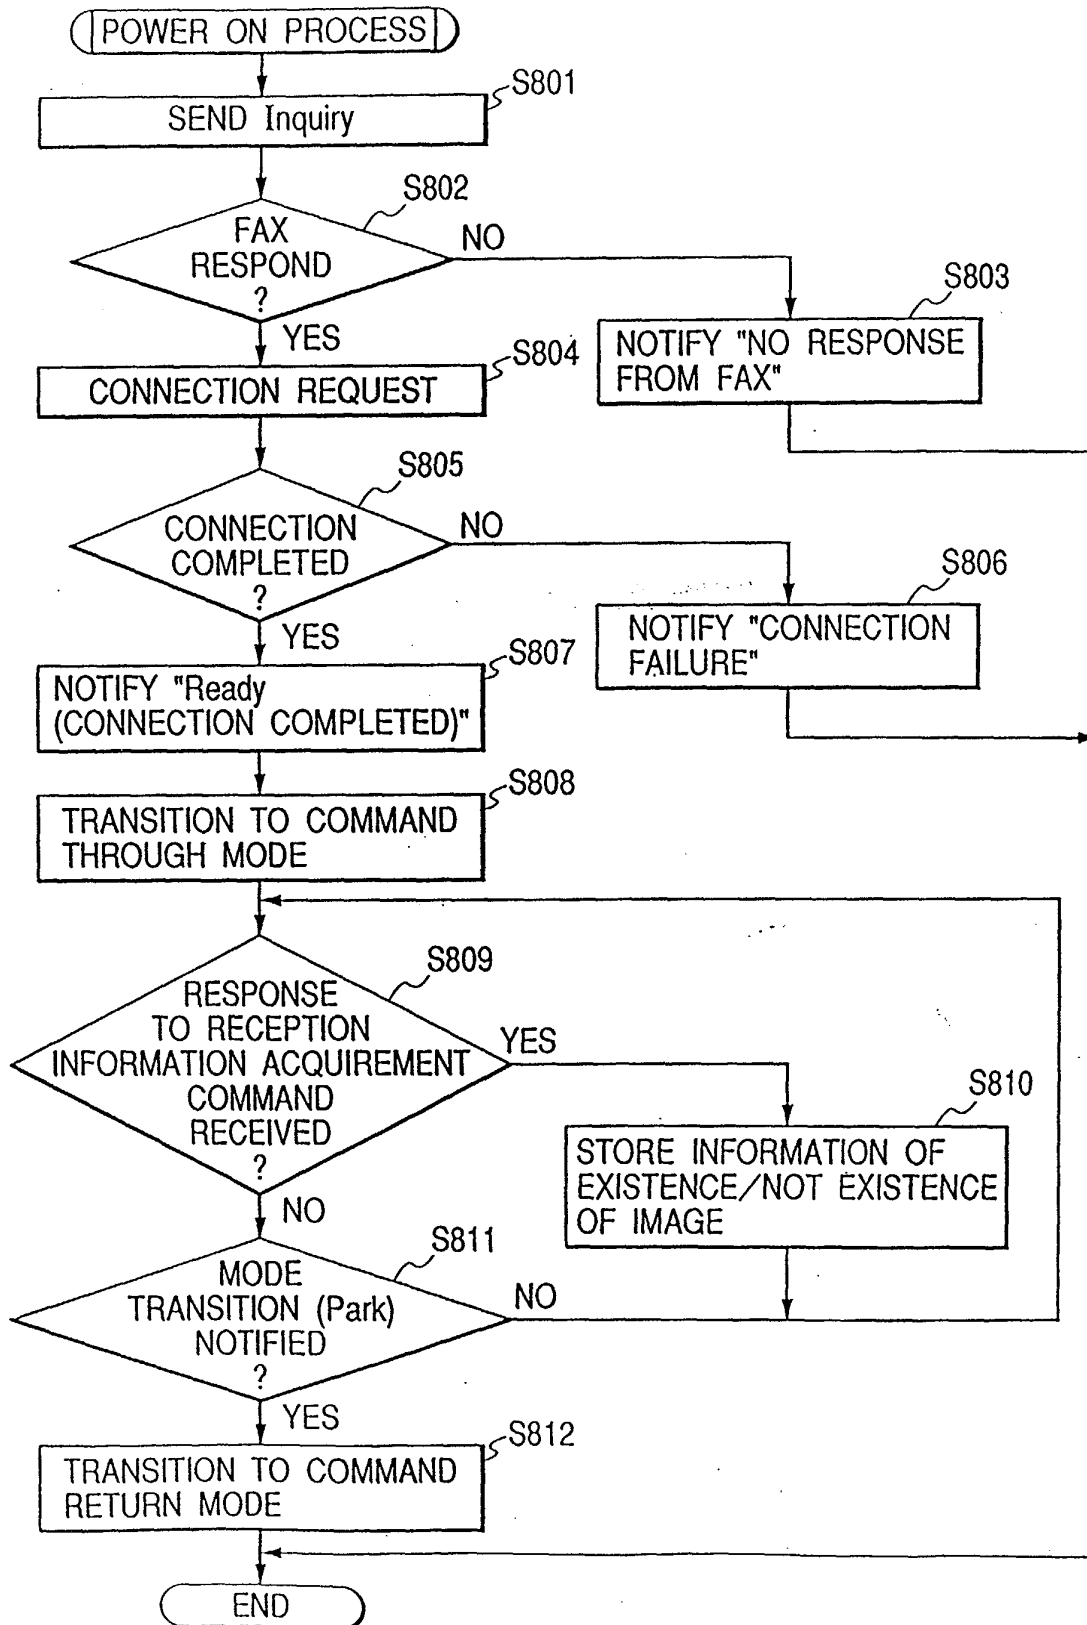 POWER ON PROCESS
S801
SEND Inquiry
S802
FAX
RESPOND
?
NO
YES
S803
NOTIFY "NO RESPONSE
FROM FAX"
S804
CONNECTION REQUEST
S805
CONNECTION
COMPLETED
?
NO
YES
S806
NOTIFY "CONNECTION
FAILURE"
S807
NOTIFY "Ready
(CONNECTION COMPLETED)"
S808
TRANSITION TO COMMAND
THROUGH MODE
S809
RESPONSE
TO RECEPTION
INFORMATION ACQUIREMENT
COMMAND
RECEIVED
?
YES
NO
S810
STORE INFORMATION OF
EXISTENCE/NOT EXISTENCE
OF IMAGE
S811
MODE
TRANSITION (Park)
NOTIFIED
?
NO
YES
S812
TRANSITION TO COMMAND
RETURN MODE
END